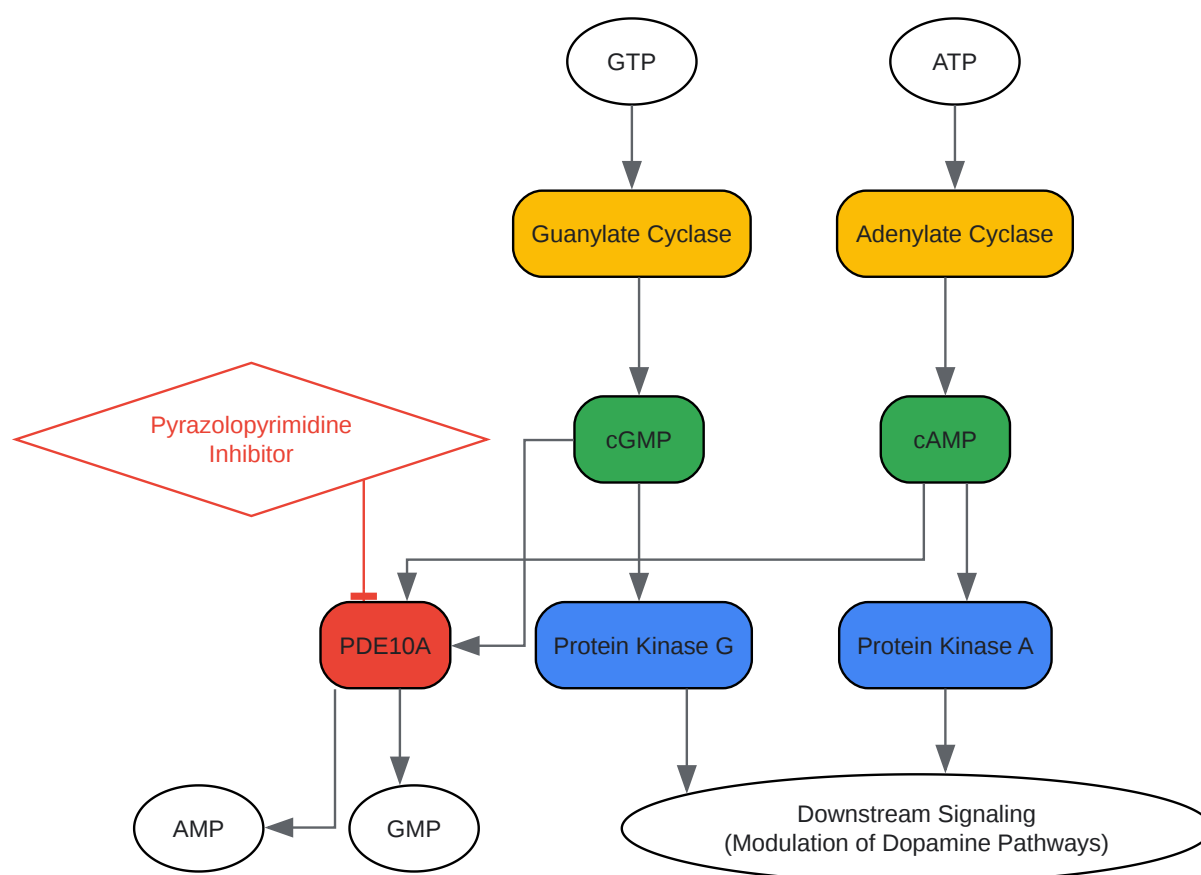 GTP
ATP
Guanylate Cyclase
Adenylate Cyclase
Pyrazolopyrimidine
Inhibitor
cGMP
cAMP
PDE10A
Protein Kinase G
Protein Kinase A
AMP
GMP
Downstream Signaling
(Modulation of Dopamine Pathways)